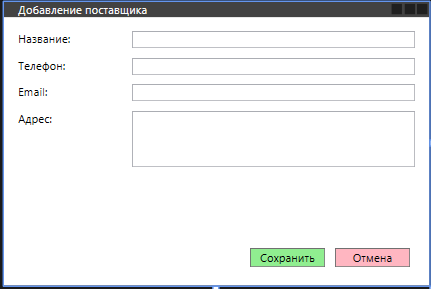 Добавление поставщика
Название:
Телефон:
Email:
Адрес:
Сохранить Отмена